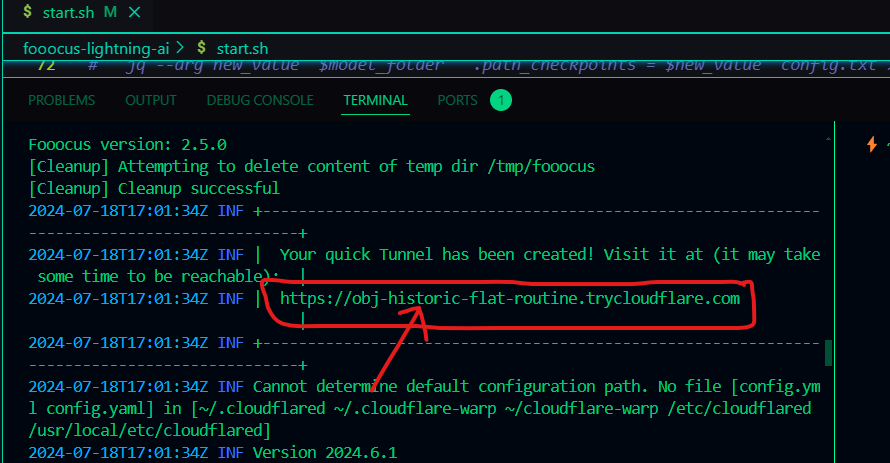 $ start.sh M ×
fooocus-lightning-ai > $ start.sh
72 # jq --arg new_value "$model_folder" '.path_checkpoints = $new_value' config.txt
PROBLEMS OUTPUT DEBUG CONSOLE TERMINAL PORTS 1
Fooocus version: 2.5.0
[Cleanup] Attempting to delete content of temp dir /tmp/fooocus
[Cleanup] Cleanup successful
2024-07-18T17:01:34Z INF +--------------------------------------------------------------
------------------------------+
2024-07-18T17:01:34Z INF | Your quick Tunnel has been created! Visit it at (it may take
some time to be reachable): |
2024-07-18T17:01:34Z INF | https://obj-historic-flat-routine.trycloudflare.com
|
2024-07-18T17:01:34Z INF +--------------------------------------------------------------
------------------------------+
2024-07-18T17:01:34Z INF Cannot determine default configuration path. No file [config.ym
l config.yaml] in [~/.cloudflared ~/.cloudflare-warp ~/cloudflare-warp /etc/cloudflared
/usr/local/etc/cloudflared]
2024-07-18T17:01:34Z INF Version 2024.6.1